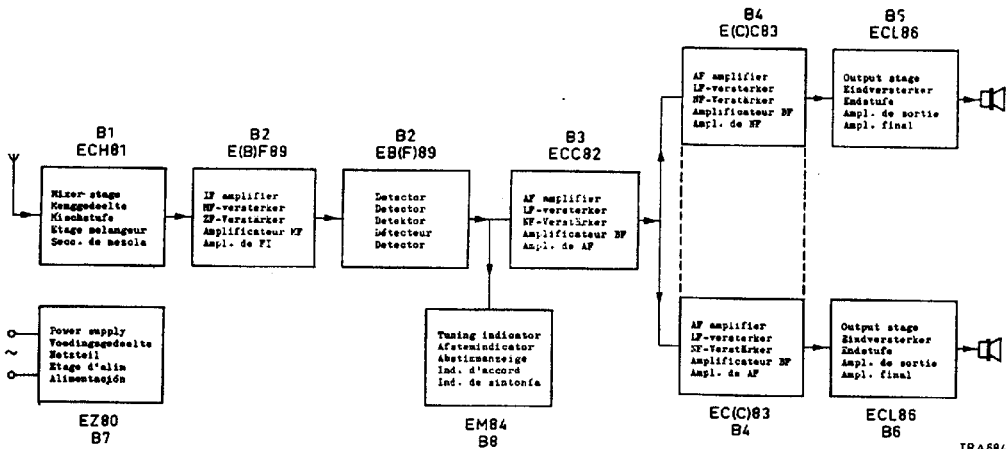 B1
ECH81
Mixer stage
Menggedeelte
Mischstufe
Etage melangeur
Secc. de mezcla
B2
E(B)F89
IF amplifier
MF-versterker
ZF-Verstärker
Amplificateur MF
Ampl. de FI
B2
EB(F)89
Detector
Detector
Detektor
Détecteur
Detector
B3
ECC82
AF amplifier
LF-versterker
NF-Verstärker
Amplificateur BF
Ampl. de AF
B4
E(C)C83
AF amplifier
LF-versterker
NF-Verstärker
Amplificateur BF
Ampl. de NF
B5
ECL86
Output stage
Eindversterker
Endstufe
Ampl. de sortie
Ampl. final
~
Power supply
Voedingsgedeelte
Netzteil
Etage d'alim
Alimentación
EZ80
B7
Tuning indicator
Afstemindicator
Abstimanzeige
Ind. d'accord
Ind. de sintonía
EM84
B8
AF amplifier
LF-versterker
NF-Verstärker
Amplificateur BF
Ampl. de AF
EC(C)83
B4
Output stage
Eindversterker
Endstufe
Ampl. de sortie
Ampl. final
ECL86
B6